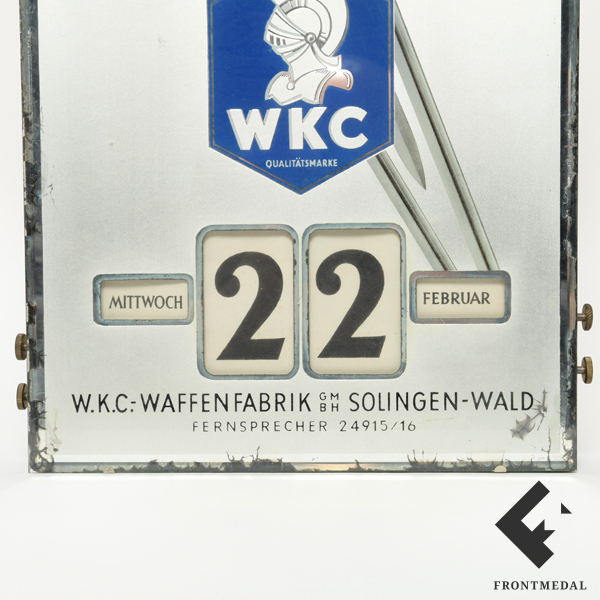 WKC
QUALITÄTSMARKE
MITTWOCH 22 FEBRUAR
W.K.C.-WAFFENFABRIK GMBH SOLINGEN-WALD
FERNSPRECHER 24915/16
FRONTMEDAL